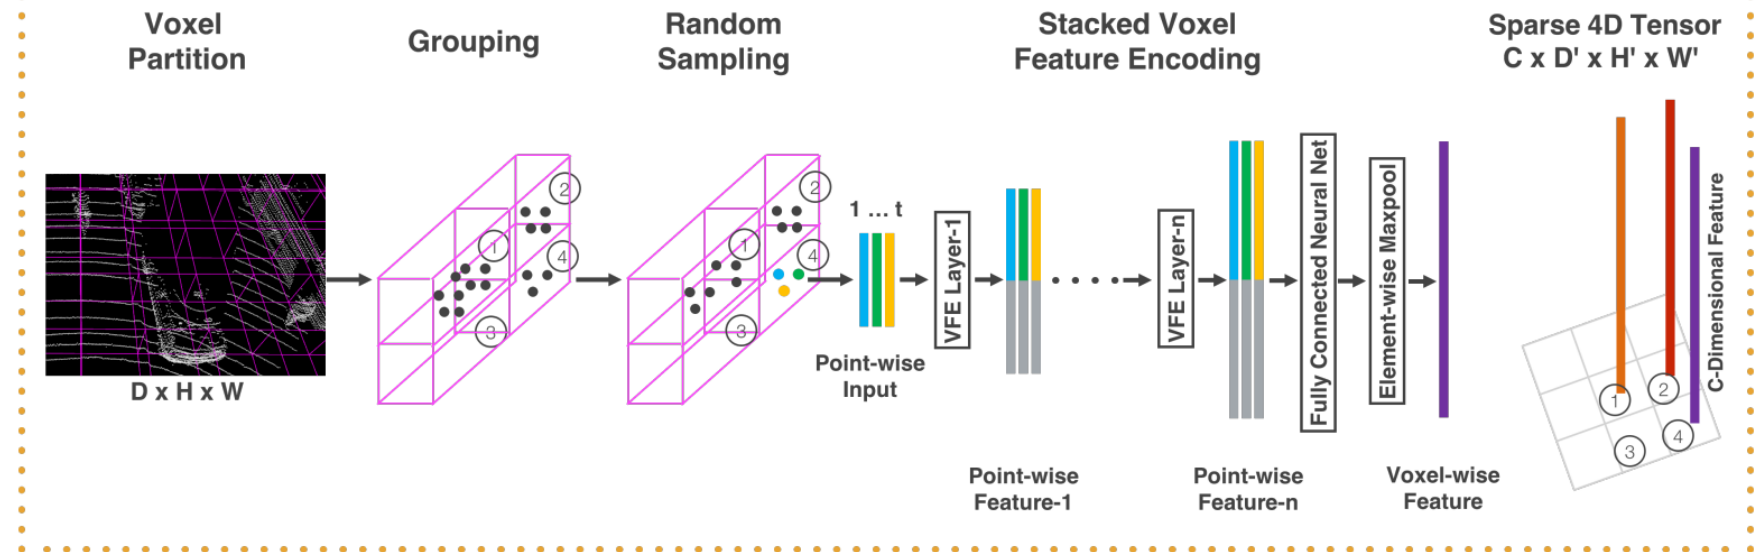 Voxel
Partition
Grouping
Random
Sampling
Stacked Voxel
Feature Encoding
Sparse 4D Tensor
C x D' x H' x W'
D x H x W
1
2
3
4
1
2
3
4
1 ... t
Point-wise
Input
VFE Layer-1
Point-wise
Feature-1
VFE Layer-n
Point-wise
Feature-n
Fully Connected Neural Net
Element-wise Maxpool
Voxel-wise
Feature
C-Dimensional Feature
1
2
3
4